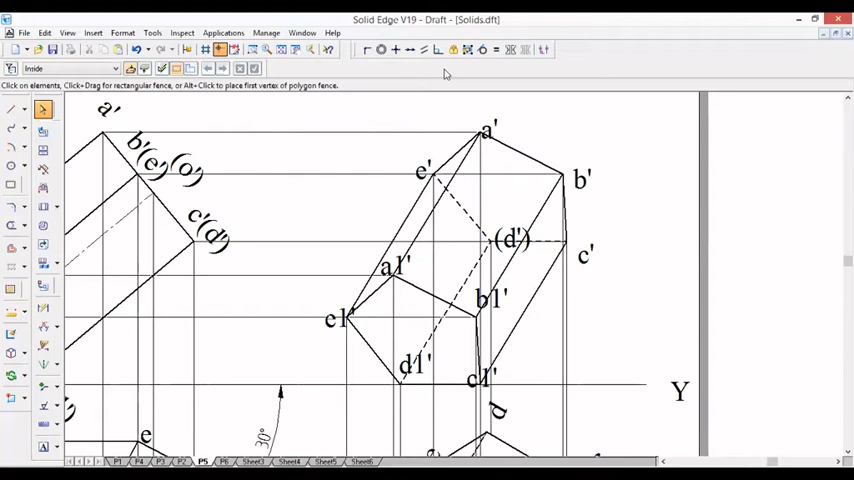 Solid Edge V19 - Draft - [Solids.dft]
File Edit View Insert Format Tools Inspect Applications Manage Window Help
Inside
Click on elements, Click+Drag for rectangular fence, or Alt+Click to place first vertex of polygon fence.
a'
b'(e') (o')
c'(d')
a'
e'
b'
(d')
c'
a1'
b1'
e1'
d1'
c1'
Y
d
30°
e
P1 P4 P3 P2 P5 P6 Sheet3 Sheet4 Sheet5 Sheet6